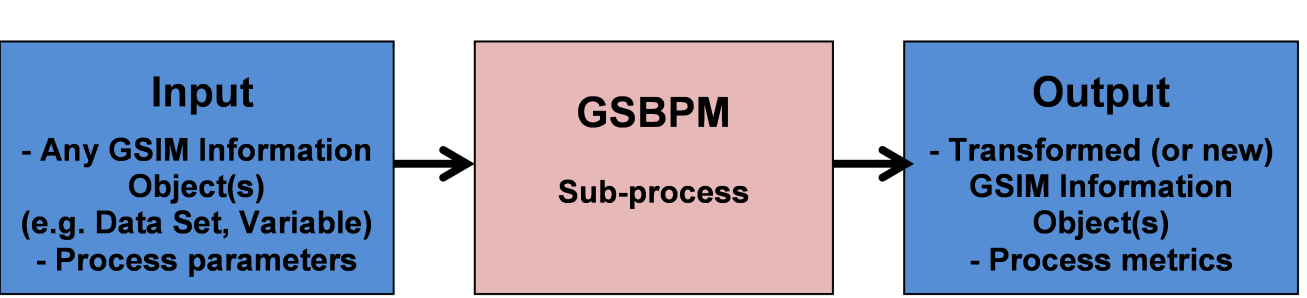 Input
- Any GSIM Information
Object(s)
(e.g. Data Set, Variable)
- Process parameters
GSBPM
Sub-process
Output
- Transformed (or new)
GSIM Information
Object(s)
- Process metrics